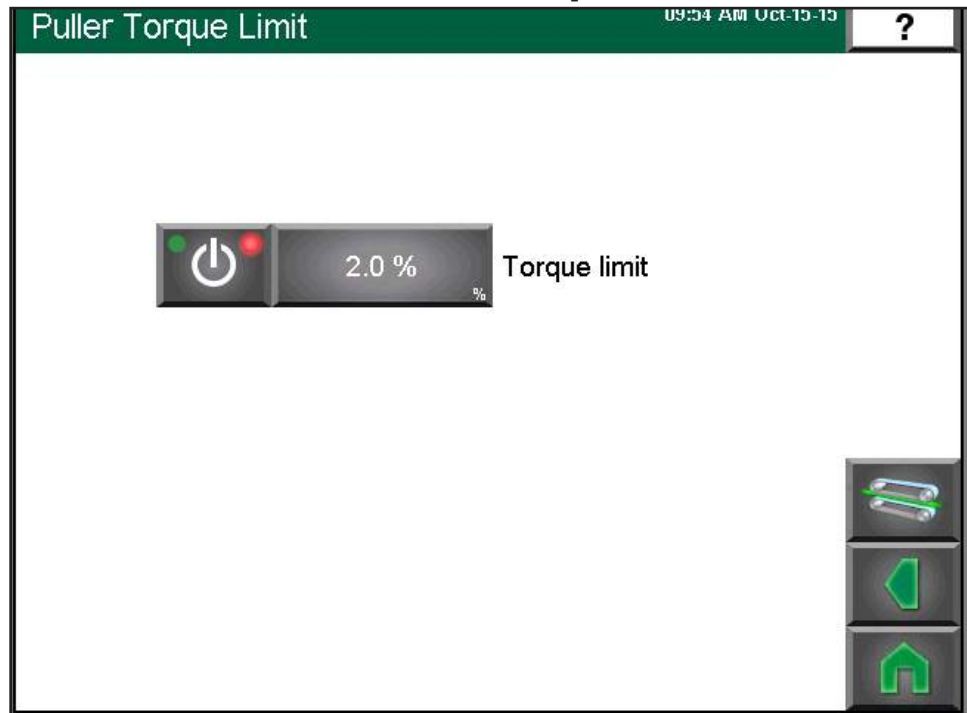 Puller Torque Limit
09:54 AM Oct-15-15
?
2.0 %
%
Torque limit